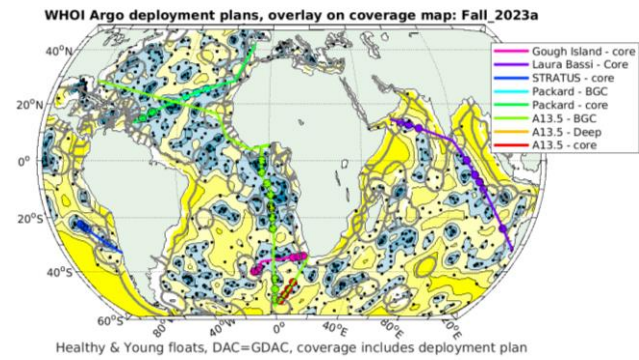 WHOI Argo deployment plans, overlay on coverage map: Fall_2023a
Gough Island - core
Laura Bassi - Core
STRATUS - core
Packard - BGC
Packard - core
A13.5 - BGC
A13.5 - Deep
A13.5 - core
40°N
20°N
0°
20°S
40°S
60°S
80°W
40°W
0°E
40°E
80°E
Healthy & Young floats, DAC=GDAC, coverage includes deployment plan